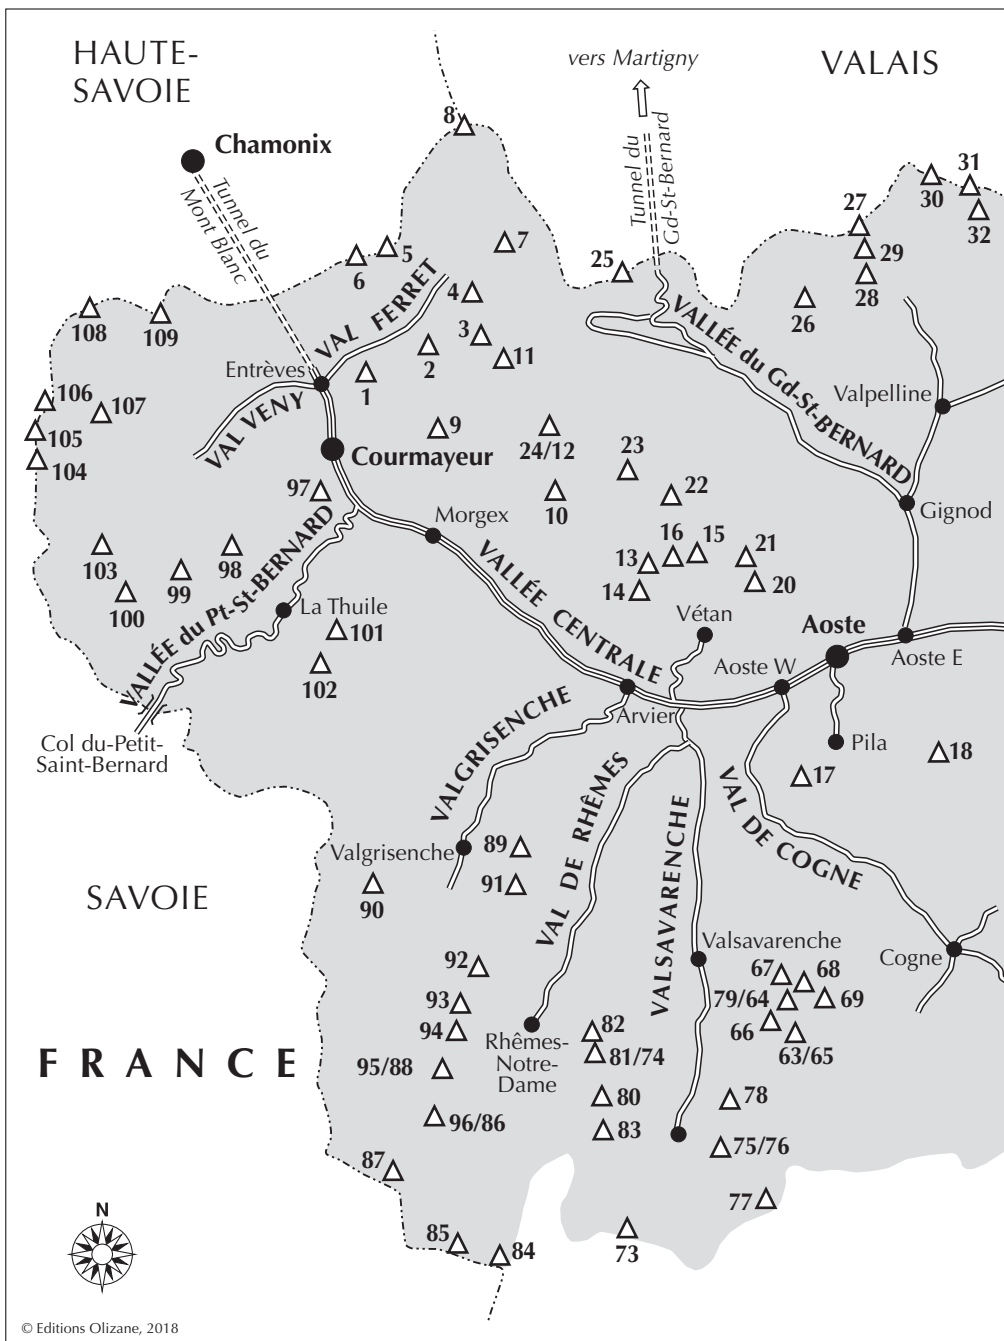 HAUTE-
SAVOIE
vers Martigny
VALAIS
8
Chamonix
Tunnel du
Mont Blanc
Tunnel du
Gd-St-Bernard
31
30
32
27
29
28
26
25
7
5
6
4
VAL FERRET
3
2
11
1
108
109
Entrèves
VAL VENY
VALLÉE du Gd-St-BERNARD
Valpelline
106
107
105
104
9
Courmayeur
24/12
23
22
10
97
Gignod
Morgex
16
15
21
13
14
20
103
98
99
100
VALLÉE du Pt-St-BERNARD
VALLÉE CENTRALE
La Thuile
101
102
Vétan
Aoste
Aoste W
Aoste E
Arvier
Col du-Petit-
Saint-Bernard
Pila
18
17
VALGRISENCHE
VAL DE RHÊMES
VALSAVARENCHE
VAL DE COGNE
Valgrisenche
89
91
90
SAVOIE
Valsavarenche
Cogne
92
67
68
93
79/64
69
94
82
66
63/65
Rhêmes-
Notre-
Dame
81/74
FRANCE
95/88
80
78
96/86
83
75/76
87
77
N
85
84
73
© Editions Olizane, 2018